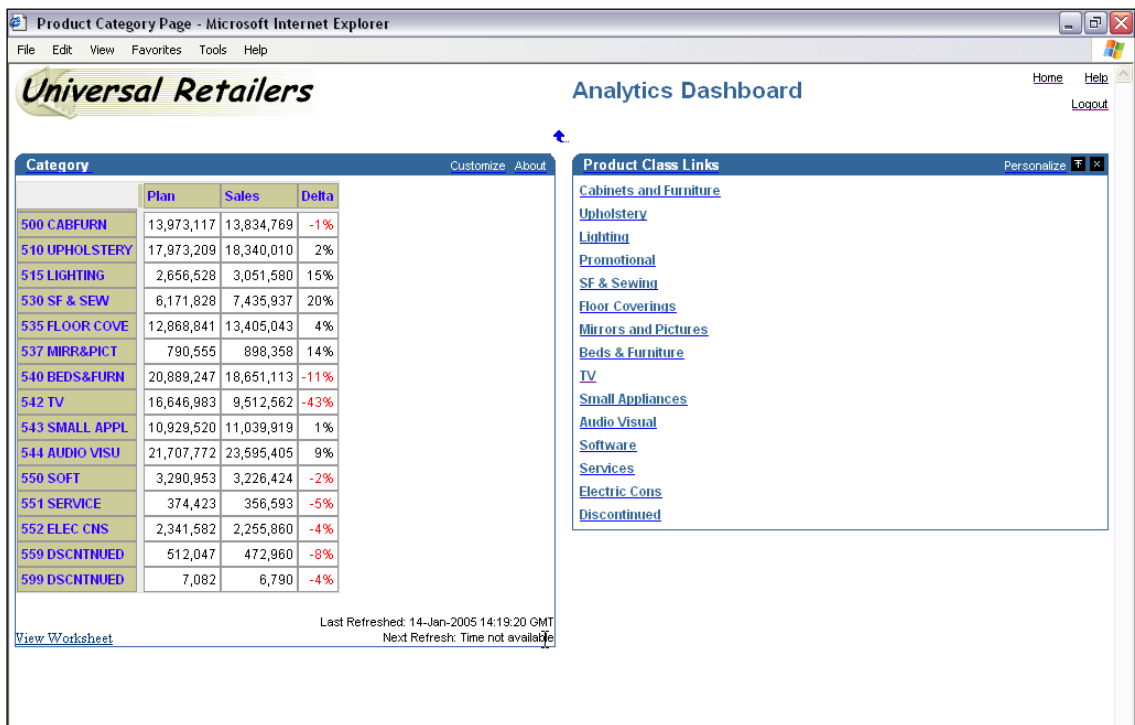 Product Category Page - Microsoft Internet Explorer
File Edit View Favorites Tools Help
Universal Retailers
Analytics Dashboard
Home Help
Logout
Category Customize About
Plan Sales Delta
500 CABFURN 13,973,117 13,834,769 -1%
510 UPHOLSTERY 17,973,209 18,340,010 2%
515 LIGHTING 2,656,528 3,051,580 15%
530 SF & SEW 6,171,828 7,435,937 20%
535 FLOOR COVE 12,868,841 13,405,043 4%
537 MIRR&PICT 790,555 898,358 14%
540 BEDS&FURN 20,889,247 18,651,113 -11%
542 TV 16,646,983 9,512,562 -43%
543 SMALL APPL 10,929,520 11,039,919 1%
544 AUDIO VISU 21,707,772 23,595,405 9%
550 SOFT 3,290,953 3,226,424 -2%
551 SERVICE 374,423 356,593 -5%
552 ELEC CNS 2,341,582 2,255,860 -4%
559 DSCNTNUED 512,047 472,960 -8%
599 DSCNTNUED 7,082 6,790 -4%
Last Refreshed: 14-Jan-2005 14:19:20 GMT
View Worksheet Next Refresh: Time not available
Product Class Links Personalize
Cabinets and Furniture
Upholstery
Lighting
Promotional
SF & Sewing
Floor Coverings
Mirrors and Pictures
Beds & Furniture
TV
Small Appliances
Audio Visual
Software
Services
Electric Cons
Discontinued